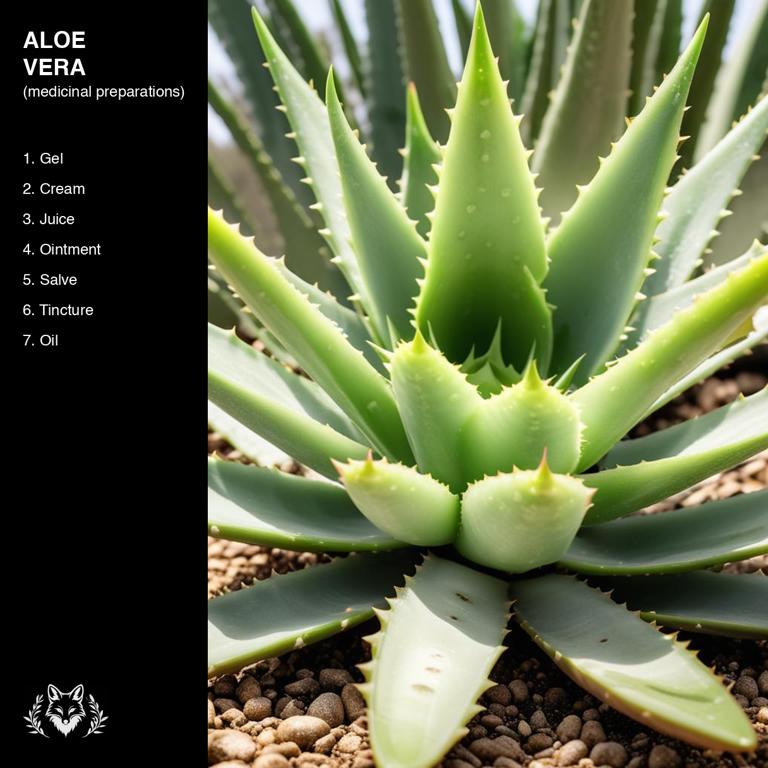 ALOE
VERA
(medicinal preparations)
1. Gel
2. Cream
3. Juice
4. Ointment
5. Salve
6. Tincture
7. Oil